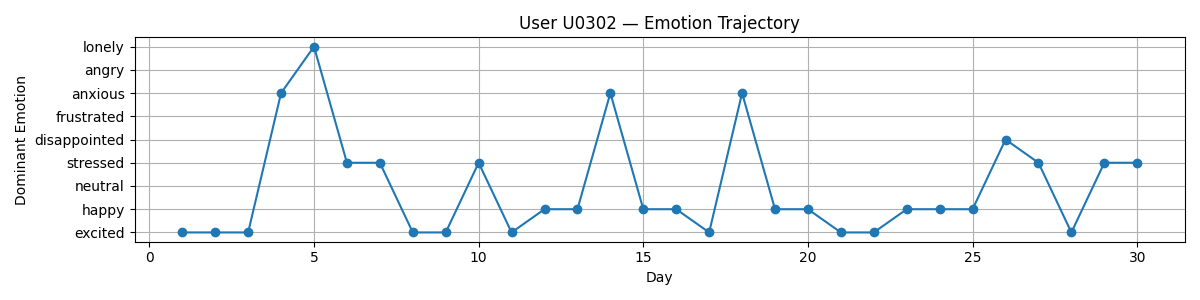 User U0302 — Emotion Trajectory
Dominant Emotion
lonely
angry
anxious
frustrated
disappointed
stressed
neutral
happy
excited
0 5 10 15 20 25 30
Day